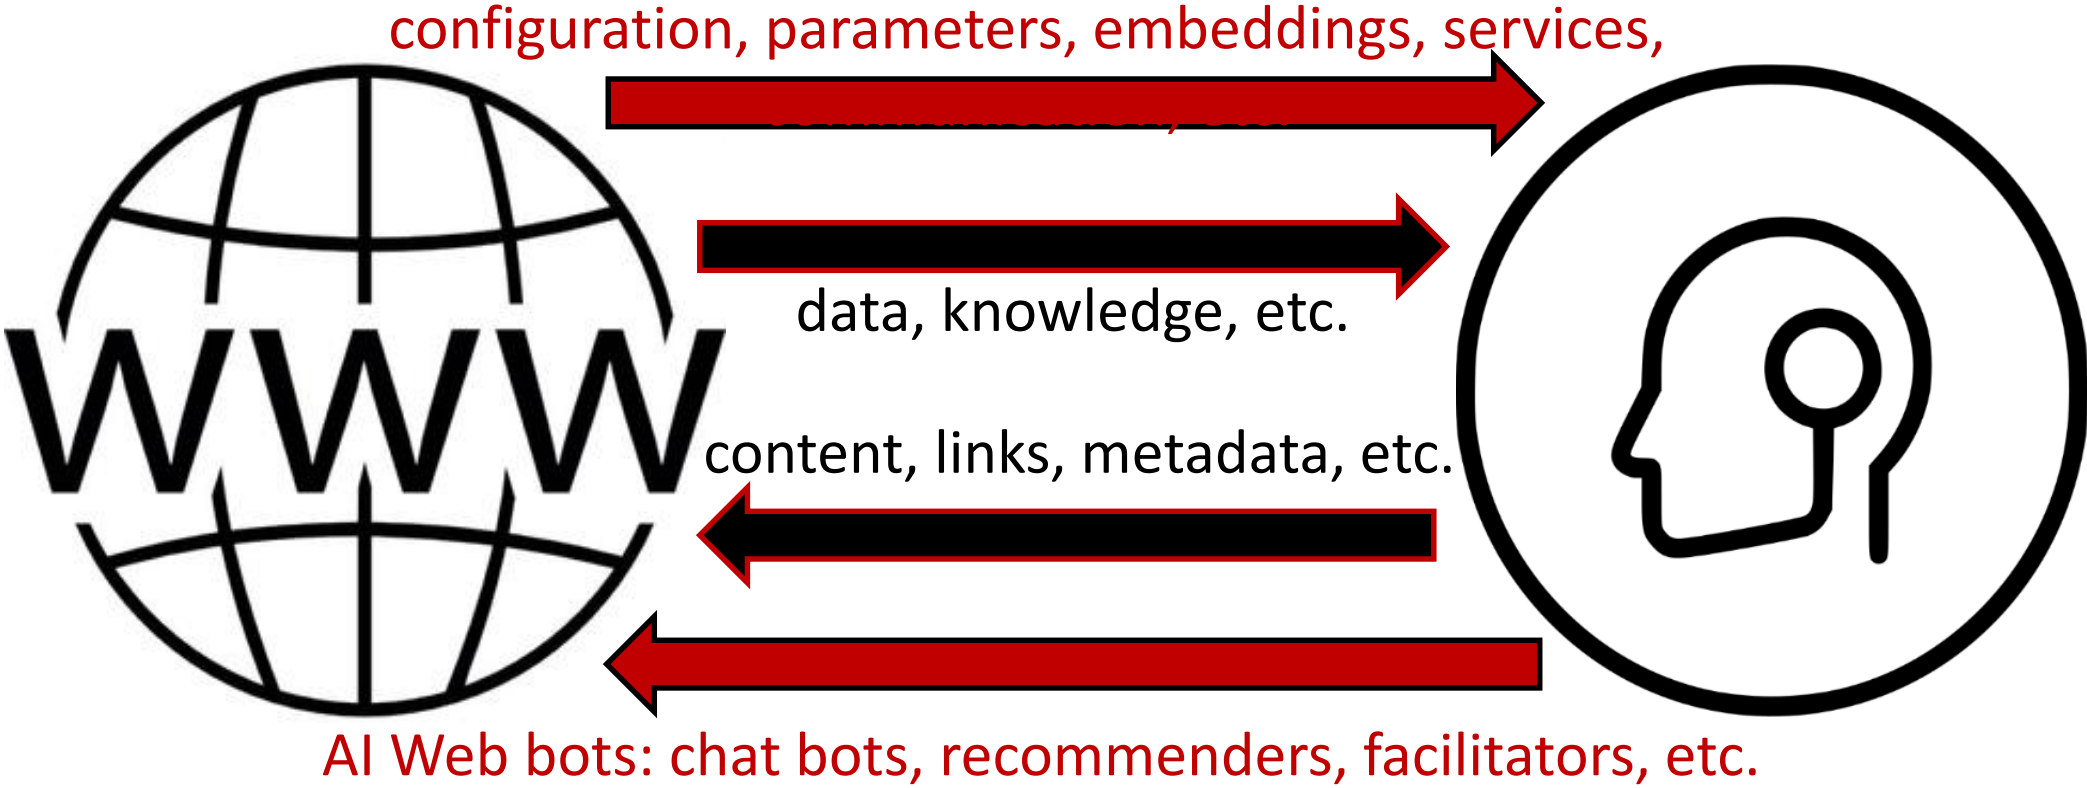 configuration, parameters, embeddings, services,
etc.
data, knowledge, etc.
www
content, links, metadata, etc.
AI Web bots: chat bots, recommenders, facilitators, etc.